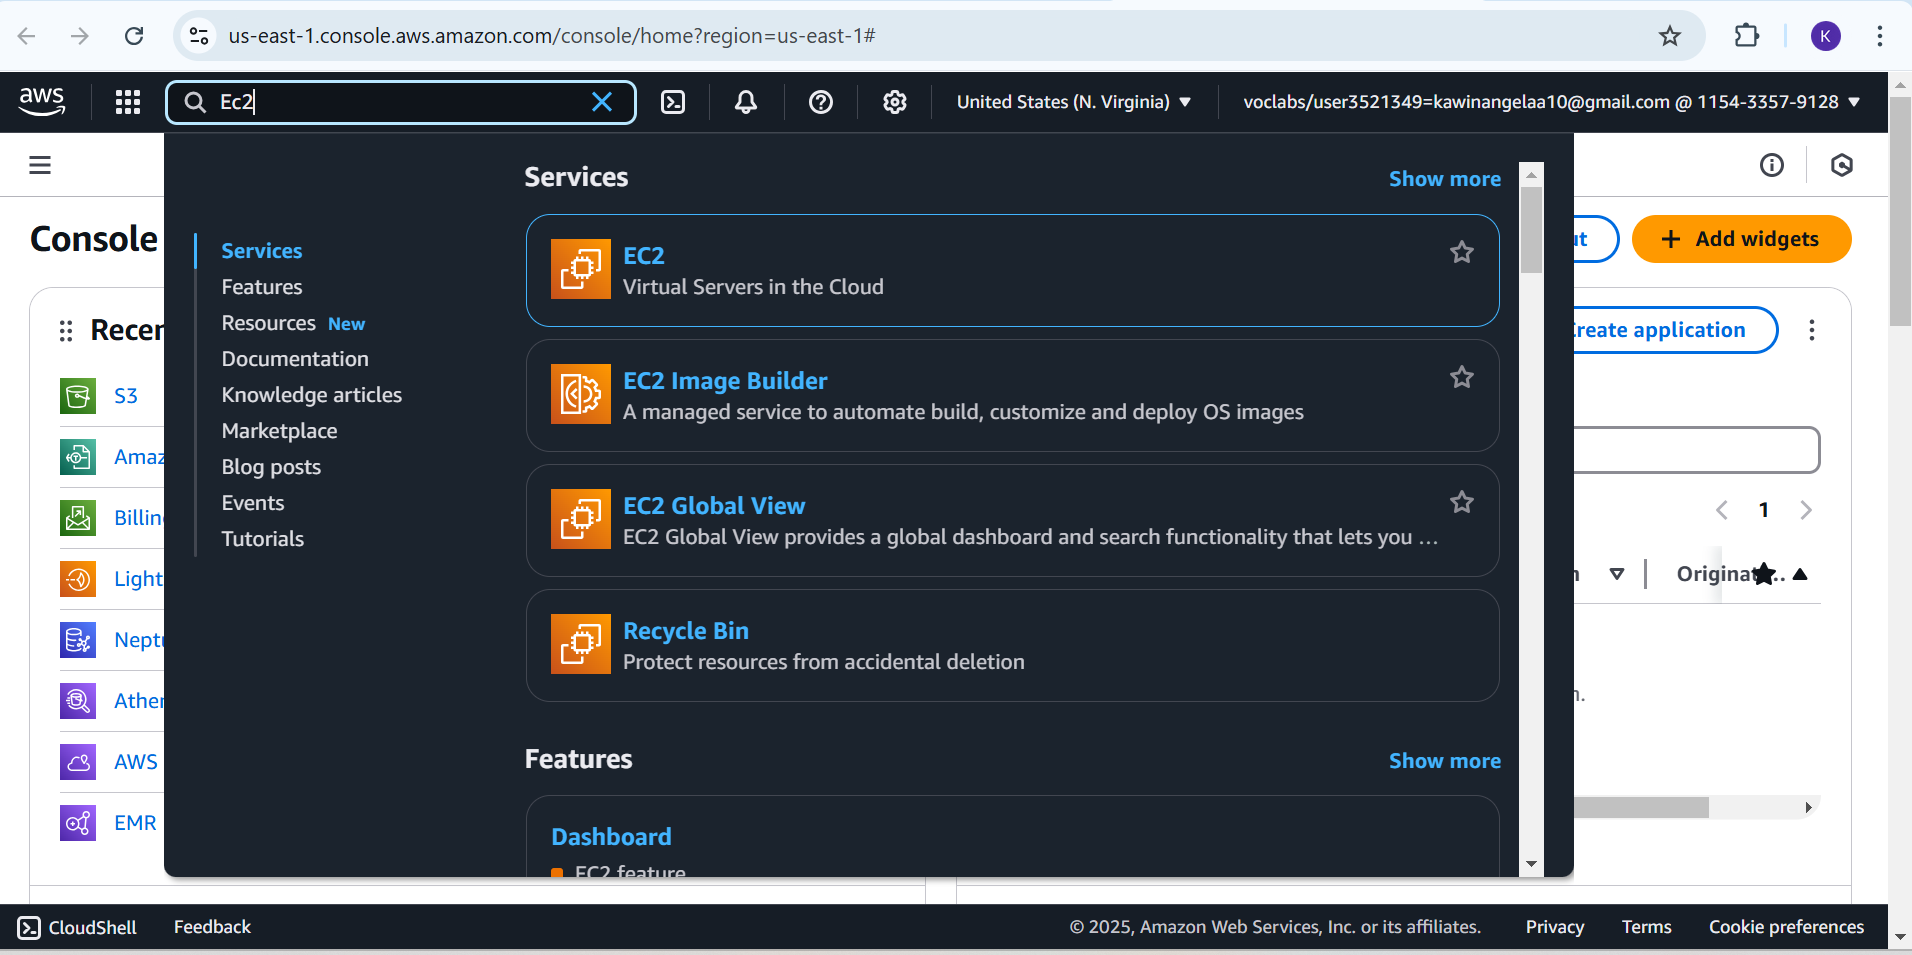 us-east-1.console.aws.amazon.com/console/home?region=us-east-1#
K
aws
Ec2
United States (N. Virginia)
voclabs/user3521349=kawinangelaa10@gmail.com @ 1154-3357-9128
Services
Show more
Console
Services
Features
Resources New
Documentation
Knowledge articles
Marketplace
Blog posts
Events
Tutorials
EC2
Virtual Servers in the Cloud
EC2 Image Builder
A managed service to automate build, customize and deploy OS images
EC2 Global View
EC2 Global View provides a global dashboard and search functionality that lets you ...
Recycle Bin
Protect resources from accidental deletion
Features
Show more
Dashboard
EC2 feature
+ Add widgets
Create application
1
Originat...
S3
AWS
EMR
CloudShell
Feedback
© 2025, Amazon Web Services, Inc. or its affiliates.
Privacy
Terms
Cookie preferences